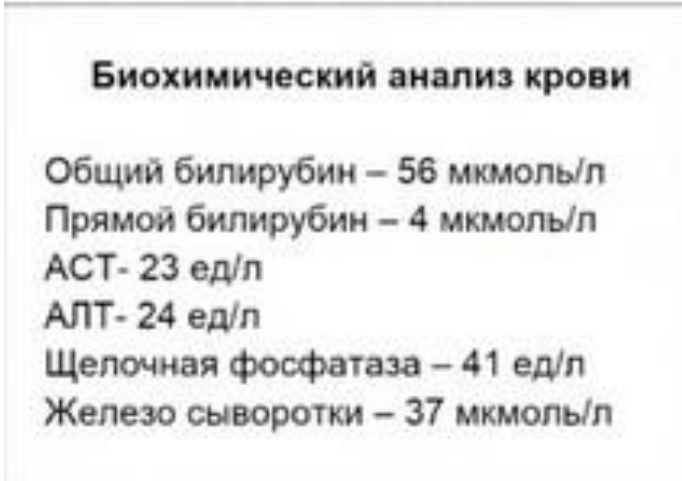 Биохимический анализ крови
Общий билирубин – 56 мкмоль/л
Прямой билирубин – 4 мкмоль/л
АСТ- 23 ед/л
АЛТ- 24 ед/л
Щелочная фосфатаза – 41 ед/л
Железо сыворотки – 37 мкмоль/л